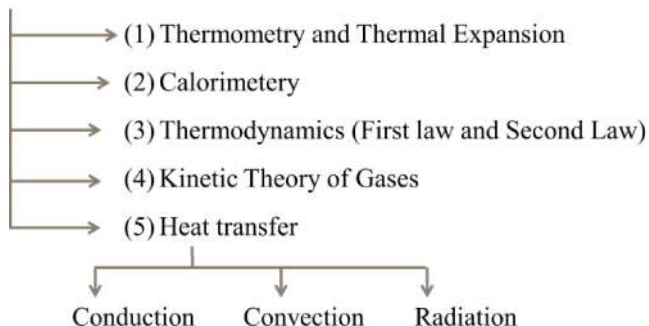 (1) Thermometry and Thermal Expansion
(2) Calorimetery
(3) Thermodynamics (First law and Second Law)
(4) Kinetic Theory of Gases
(5) Heat transfer
Conduction Convection Radiation